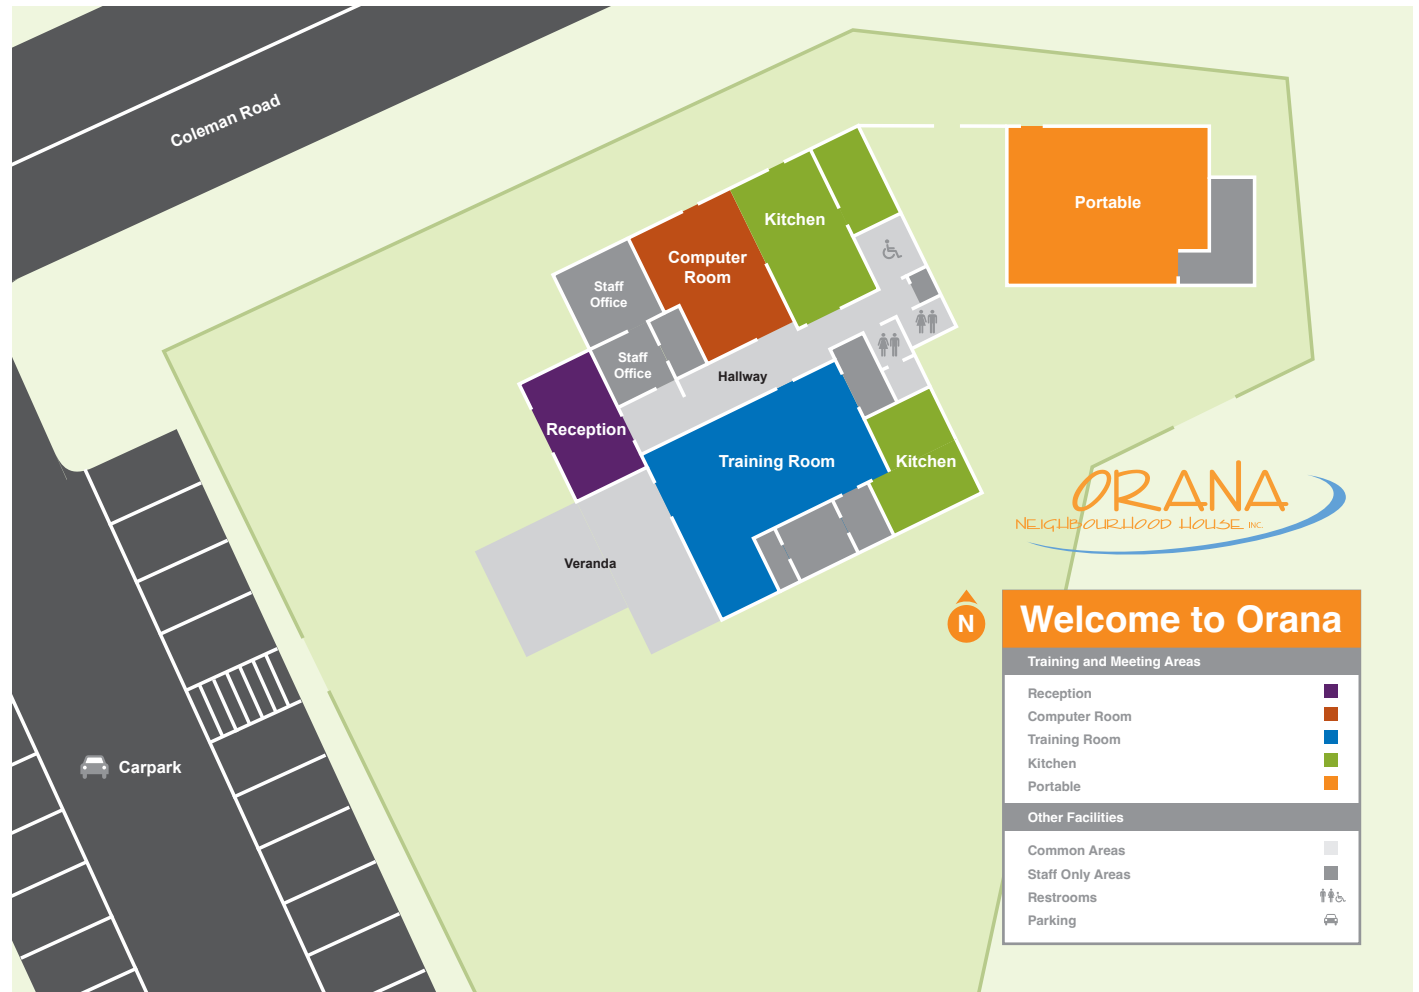 Coleman Road
Portable
Kitchen
Computer
Room
Staff
Office
Staff
Office
Hallway
Reception
Training Room
Kitchen
Veranda
Carpark
ORANA
NEIGHBOURHOOD HOUSE INC.
N
Welcome to Orana
Training and Meeting Areas
Reception
Computer Room
Training Room
Kitchen
Portable
Other Facilities
Common Areas
Staff Only Areas
Restrooms
Parking